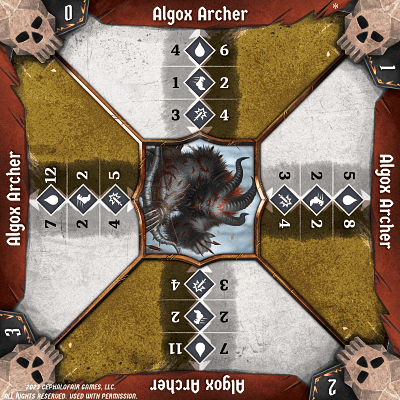 0
Algox Archer
4 6
1 2
3 4
1
Algox Archer
5 8
2 2
3 4
2
Algox Archer
7 11
2 2
3 4
3
Algox Archer
7 12
2 2
4 5
2023 CEPHALOFAIR GAMES, LLC.
ALL RIGHTS RESERVED. USED WITH PERMISSION.